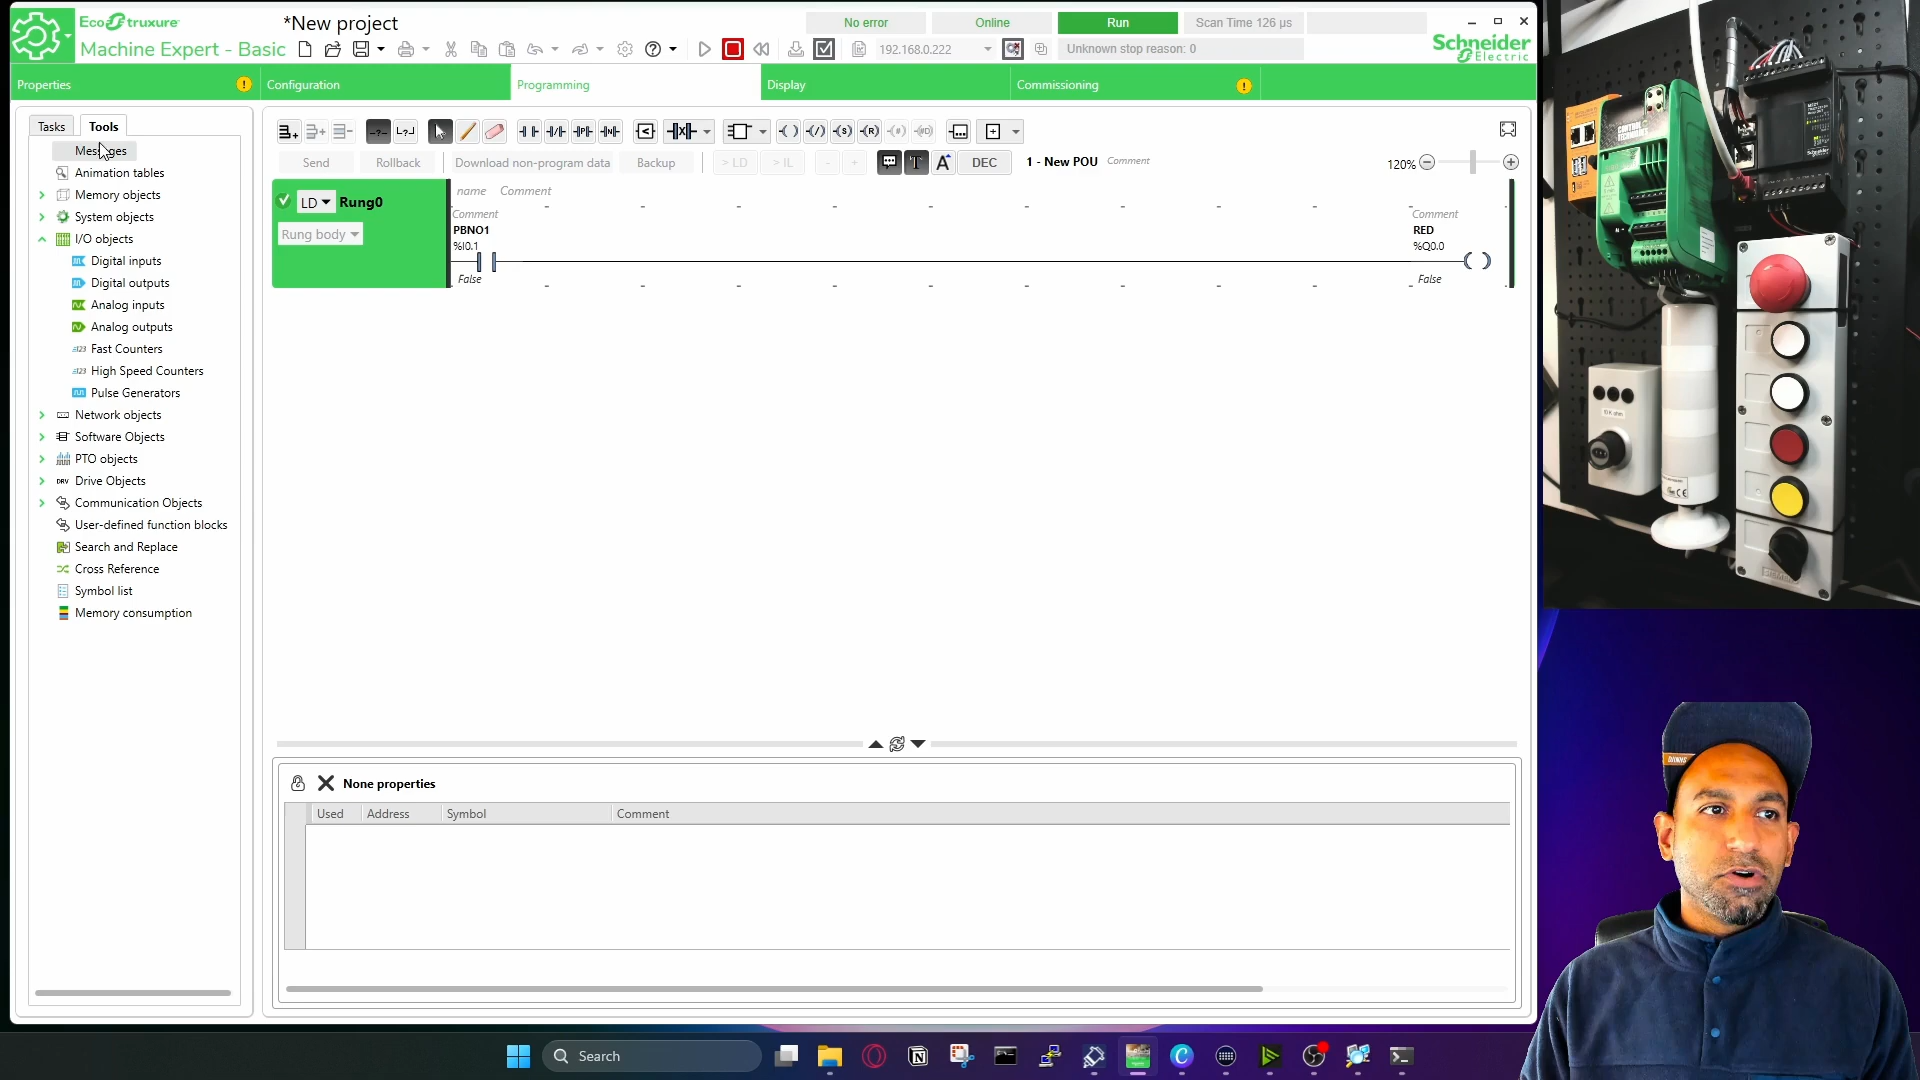 EcoStruxure
Machine Expert - Basic
*New project
No error
Online
Run
Scan Time 126 µs
192.168.0.222
Unknown stop reason: 0
Schneider
Electric
Properties
Configuration
Programming
Display
Commissioning
Tasks
Tools
Messages
Animation tables
Memory objects
System objects
I/O objects
Digital inputs
Digital outputs
Analog inputs
Analog outputs
Fast Counters
High Speed Counters
Pulse Generators
Network objects
Software Objects
PTO objects
Drive Objects
Communication Objects
User-defined function blocks
Search and Replace
Cross Reference
Symbol list
Memory consumption
Send
Rollback
Download non-program data
Backup
> LD
> IL
-
+
DEC
1 - New POU
Comment
120%
LD
Rung0
Rung body
name Comment
Comment
PBNO1
%I0.1
False
Comment
RED
%Q0.0
False
None properties
Used
Address
Symbol
Comment
Search